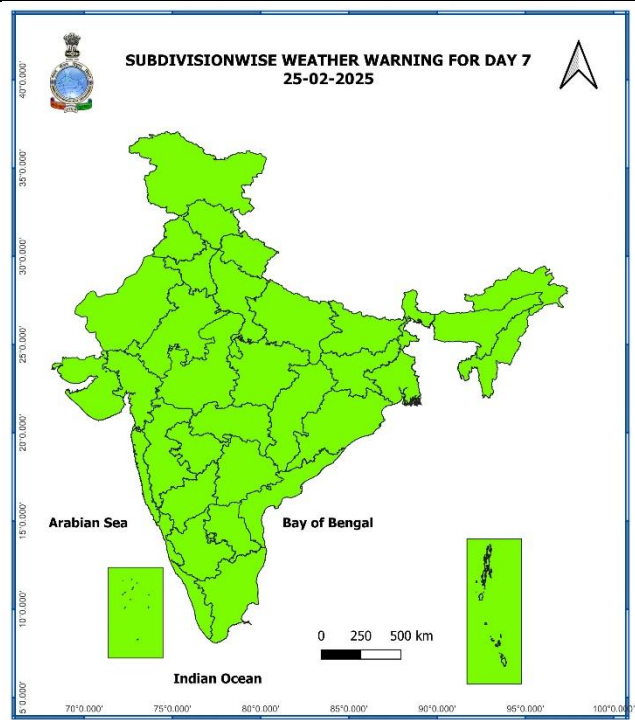 SUBDIVISIONWISE WEATHER WARNING FOR DAY 7
25-02-2025
40°0.000'
35°0.000'
30°0.000'
25°0.000'
20°0.000'
15°0.000'
10°0.000'
5°0.000'
Arabian Sea
Bay of Bengal
0 250 500 km
Indian Ocean
70°0.000' 75°0.000' 80°0.000' 85°0.000' 90°0.000' 95°0.000' 100°0.000'